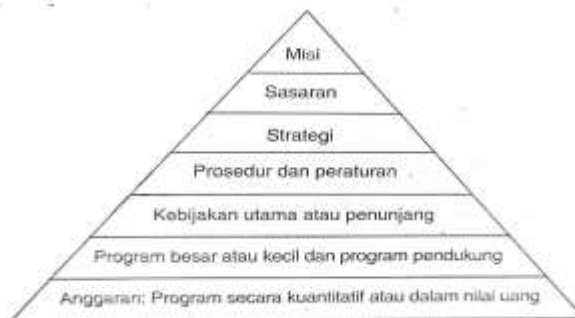 Misi
Sasaran
Strategi
Prosedur dan peraturan
Kebijakan utama atau penunjang
Program besar atau kecil dan program pendukung
Anggaran; Program secara kuantitatif atau dalam nilai uang